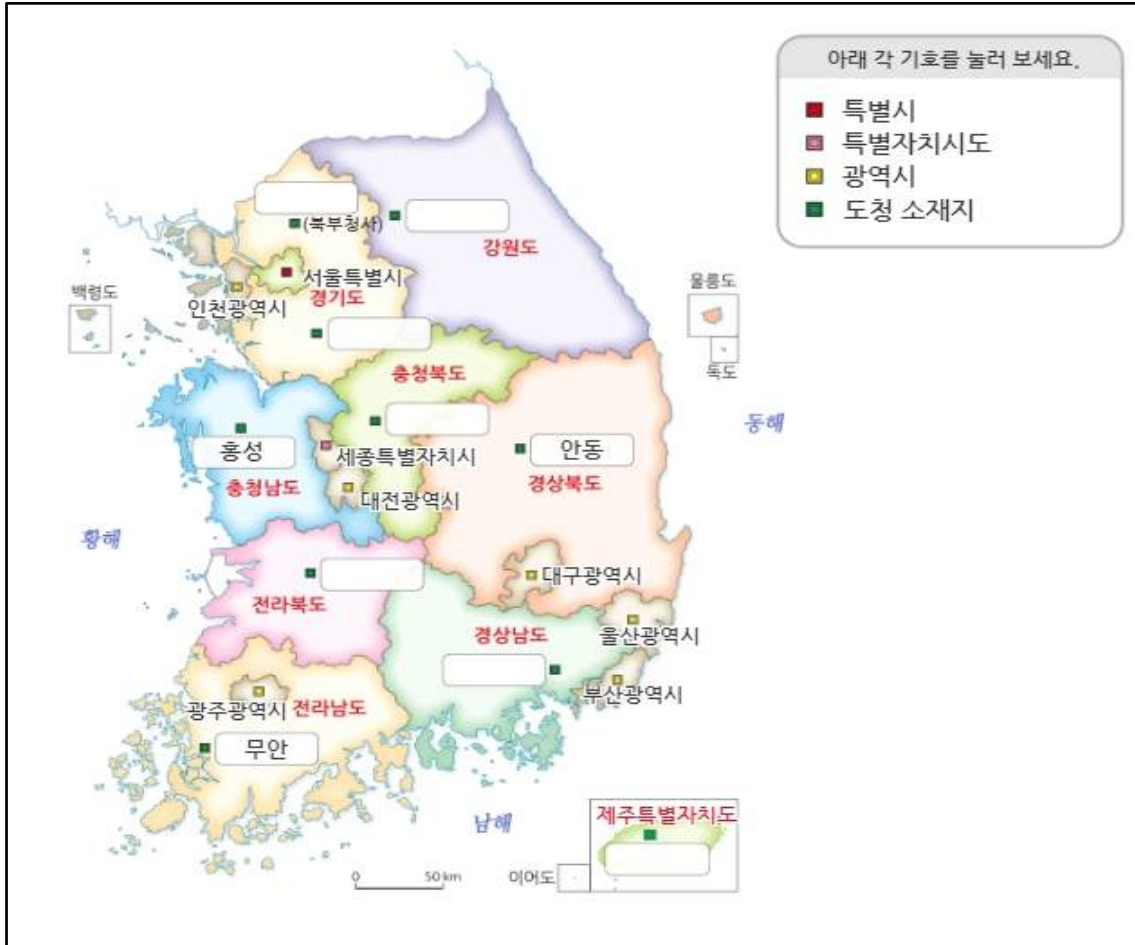 아래 각 기호를 눌러 보세요.
특별시
특별자치시도
광역시
도청 소재지
(북부청사)
강원도
서울특별시
인천광역시
경기도
백령도
울릉도
독도
충청북도
동해
홍성
세종특별자치시
안동
충청남도
대전광역시
경상북도
황해
대구광역시
전라북도
경상남도
울산광역시
부산광역시
광주광역시
전라남도
무안
제주특별자치도
남해
0 50 km
이어도